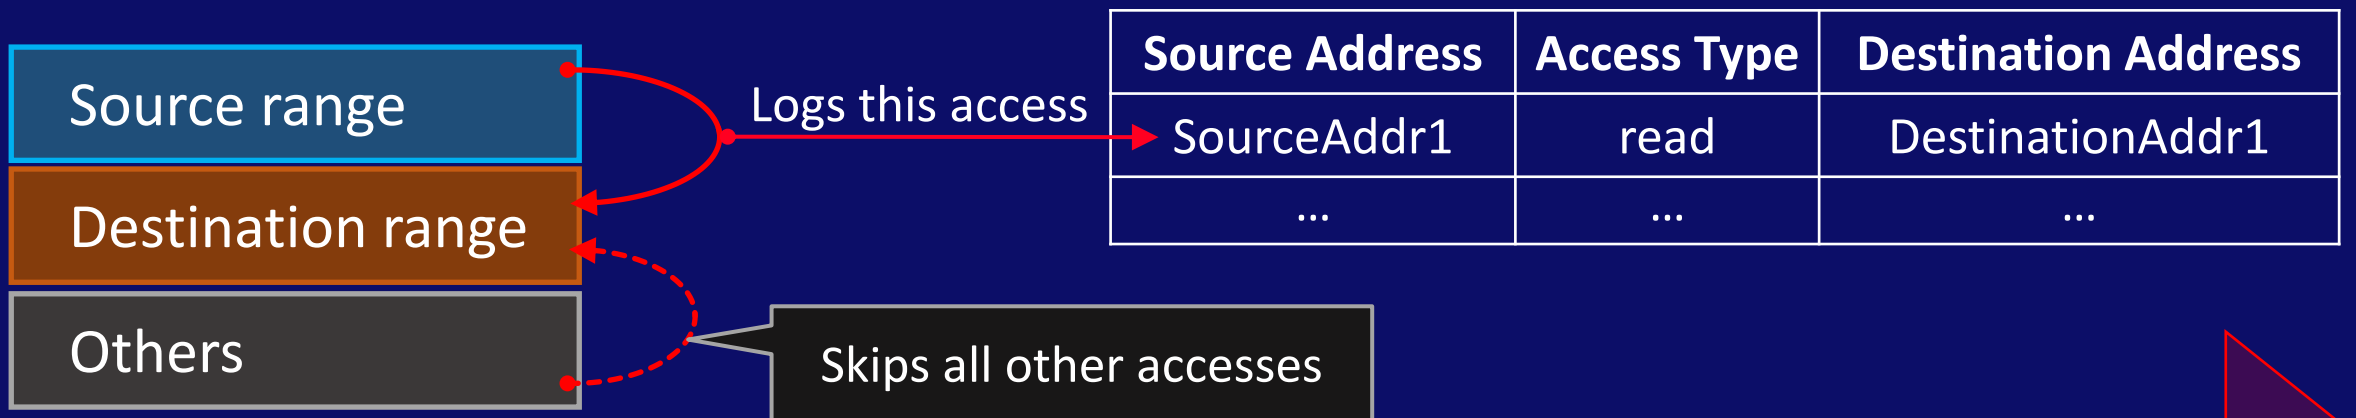 Source range
Destination range
Others
Logs this access
Source Address Access Type Destination Address
SourceAddr1 read DestinationAddr1
... ... ...
Skips all other accesses